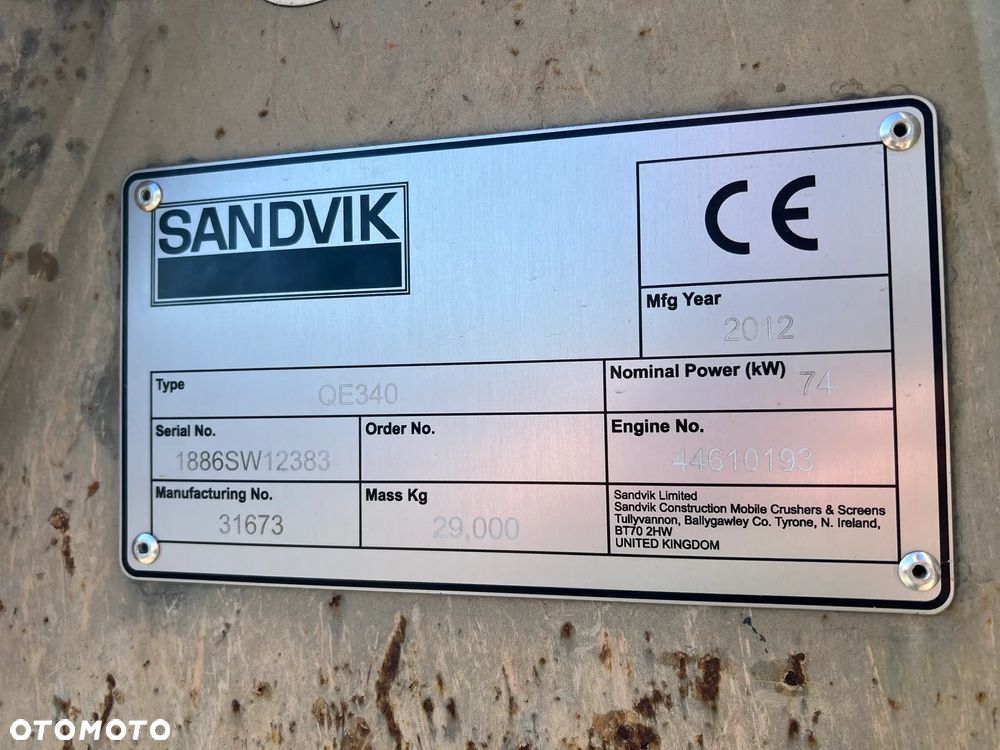 SANDVIK
CE
Mfg Year
2012
Type
QE340
Nominal Power (kW)
74
Serial No.
1886SW12383
Order No.
Engine No.
44610193
Manufacturing No.
31673
Mass Kg
29,000
Sandvik Limited
Sandvik Construction Mobile Crushers & Screens
Tullyvannon, Ballygawley Co. Tyrone, N. Ireland,
BT70 2HW
UNITED KINGDOM
OTOMOTO